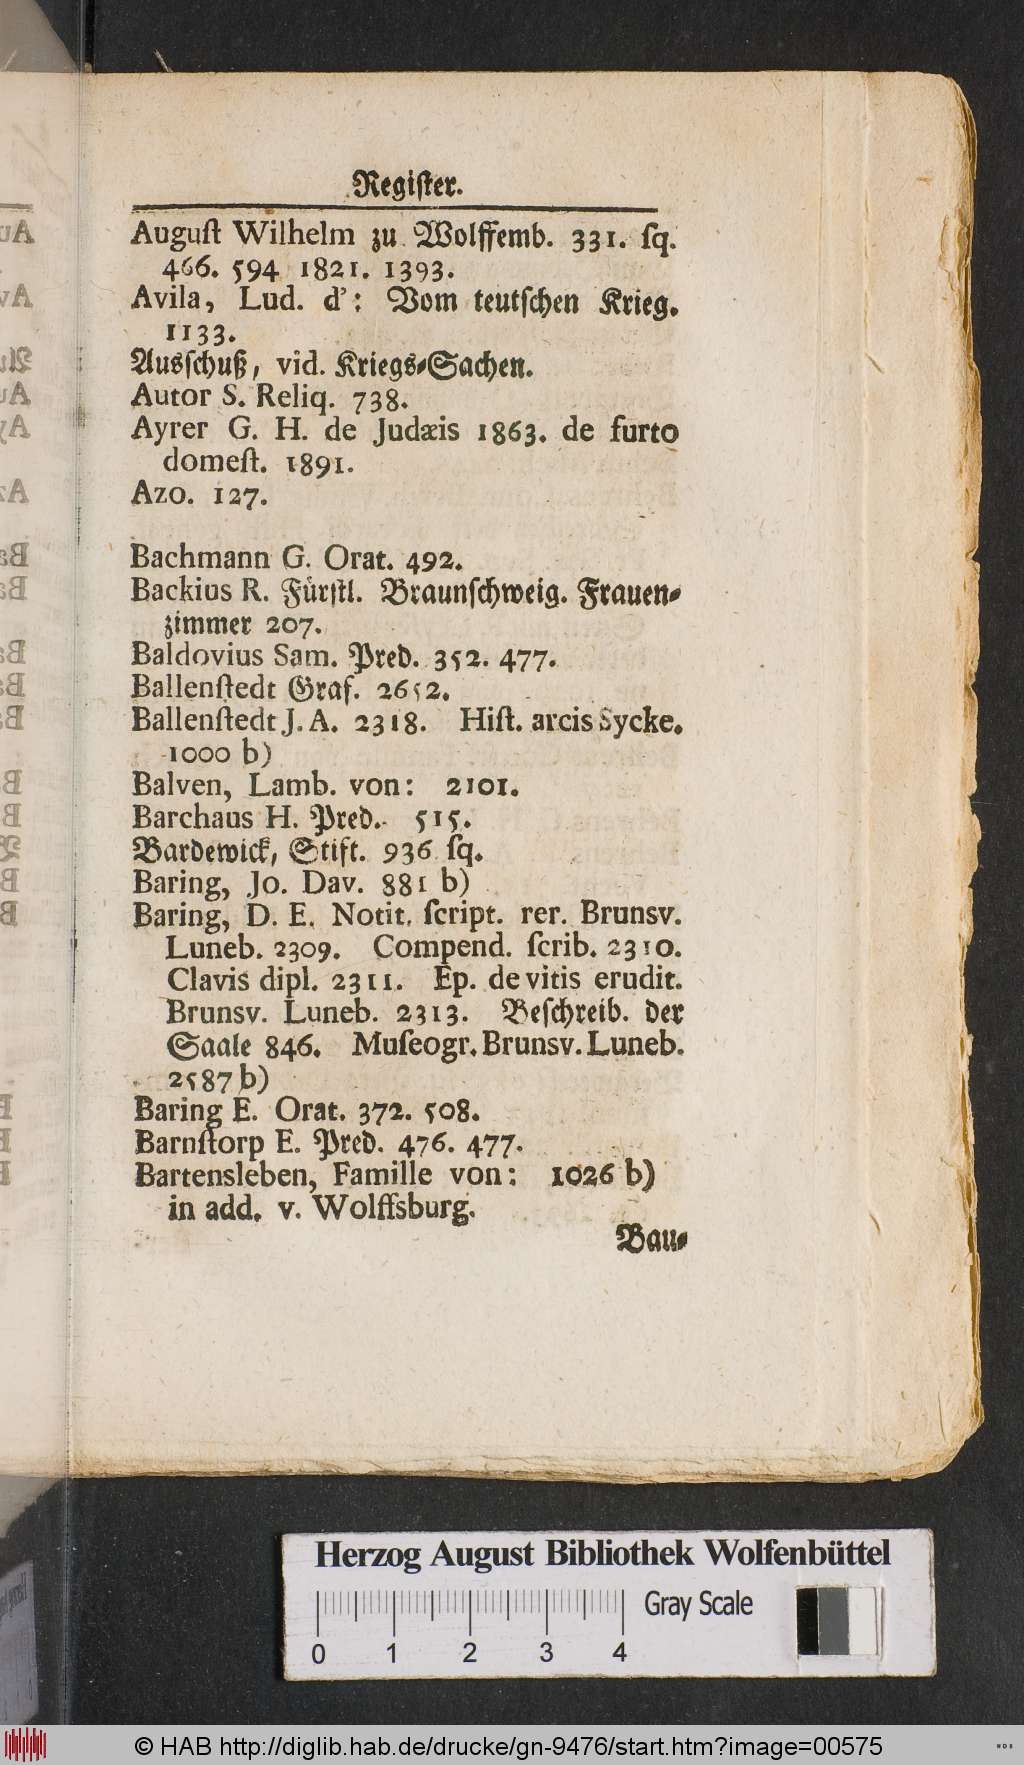 Regiſter.
Auguſt Wilhelm zu Wolffemb. 331. ſq.
466. 594 1821. 1393.
Avila, Lud. d': Vom teutſchen Krieg.
1133.
Ausſchuß, vid. Kriegs-Sachen.
Autor S. Reliq. 738.
Ayrer G. H. de Judæis 1863. de furto
domeſt. 1891.
Azo. 127.
Bachmann G. Orat. 492.
Backius R. Fürſtl. Braunſchweig. Frauen-
zimmer 207.
Baldovius Sam. Pred. 352. 477.
Ballenſtedt Graf. 2652.
Ballenſtedt J. A. 2318. Hiſt. arcis Sycke.
1000 b)
Balven, Lamb. von: 2101.
Barchaus H. Pred. 515.
Bardewick, Stift. 936 ſq.
Baring, Jo. Dav. 881 b)
Baring, D. E. Notit. ſcript. rer. Brunsv.
Luneb. 2309. Compend. ſcrib. 2310.
Clavis dipl. 2311. Ep. de vitis erudit.
Brunsv. Luneb. 2313. Beſchreib. der
Saale 846. Muſeogr. Brunsv. Luneb.
2587 b)
Baring E. Orat. 372. 508.
Barnſtorp E. Pred. 476. 477.
Bartensleben, Famille von: 1026 b)
in add. v. Wolffsburg.
Bau-
Herzog August Bibliothek Wolfenbüttel
Gray Scale
0 1 2 3 4
© HAB http://diglib.hab.de/drucke/gn-9476/start.htm?image=00575